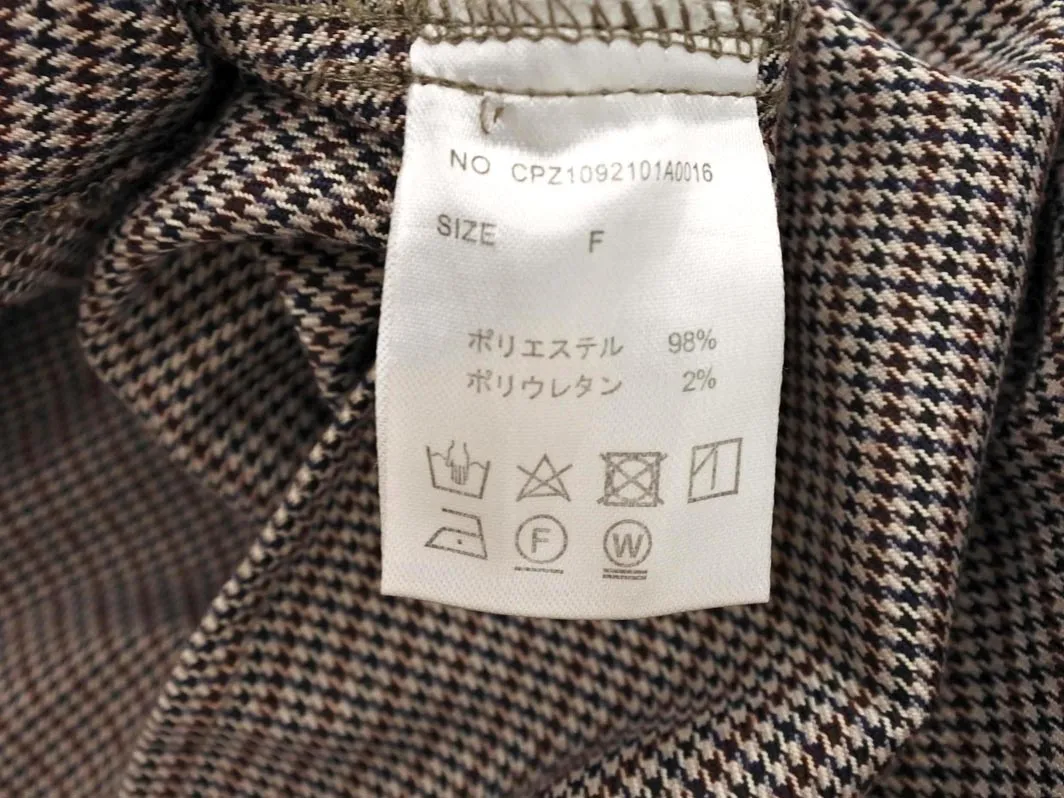 NO CPZ1092101A0016
SIZE F
ポリエステル 98%
ポリウレタン 2%
F W